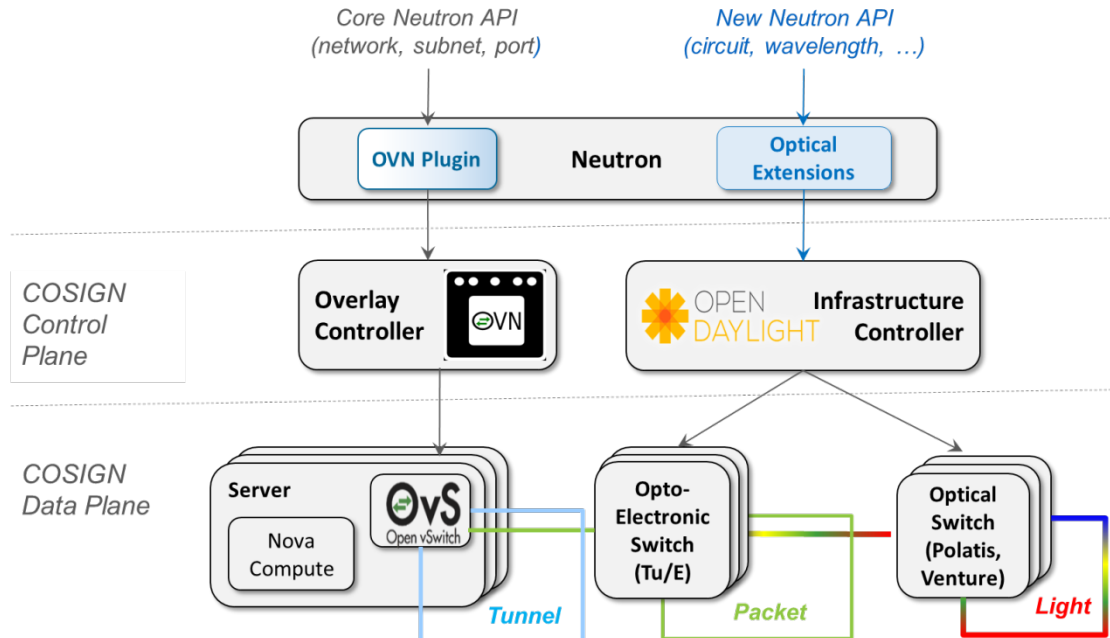 Core Neutron API
(network, subnet, port)
New Neutron API
(circuit, wavelength, …)
OVN Plugin
Neutron
Optical
Extensions
COSIGN
Control
Plane
Overlay
Controller
OVN
OPEN
DAYLIGHT
Infrastructure
Controller
COSIGN
Data Plane
Server
Nova
Compute
OvS
Open vSwitch
Opto-
Electronic
Switch
(Tu/E)
Optical
Switch
(Polatis,
Venture)
Tunnel
Packet
Light